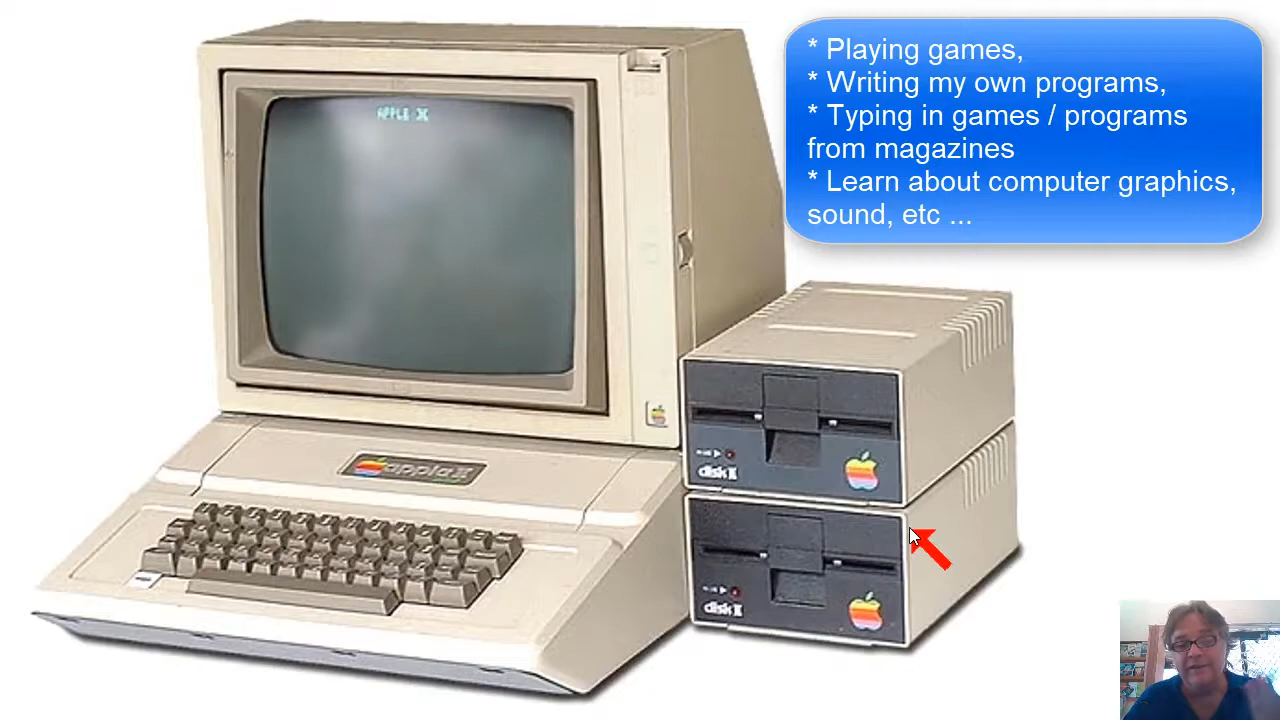 * Playing games,
* Writing my own programs,
* Typing in games / programs
from magazines
* Learn about computer graphics,
sound, etc ...
APPLE ][
apple ][
disk ][
disk ][